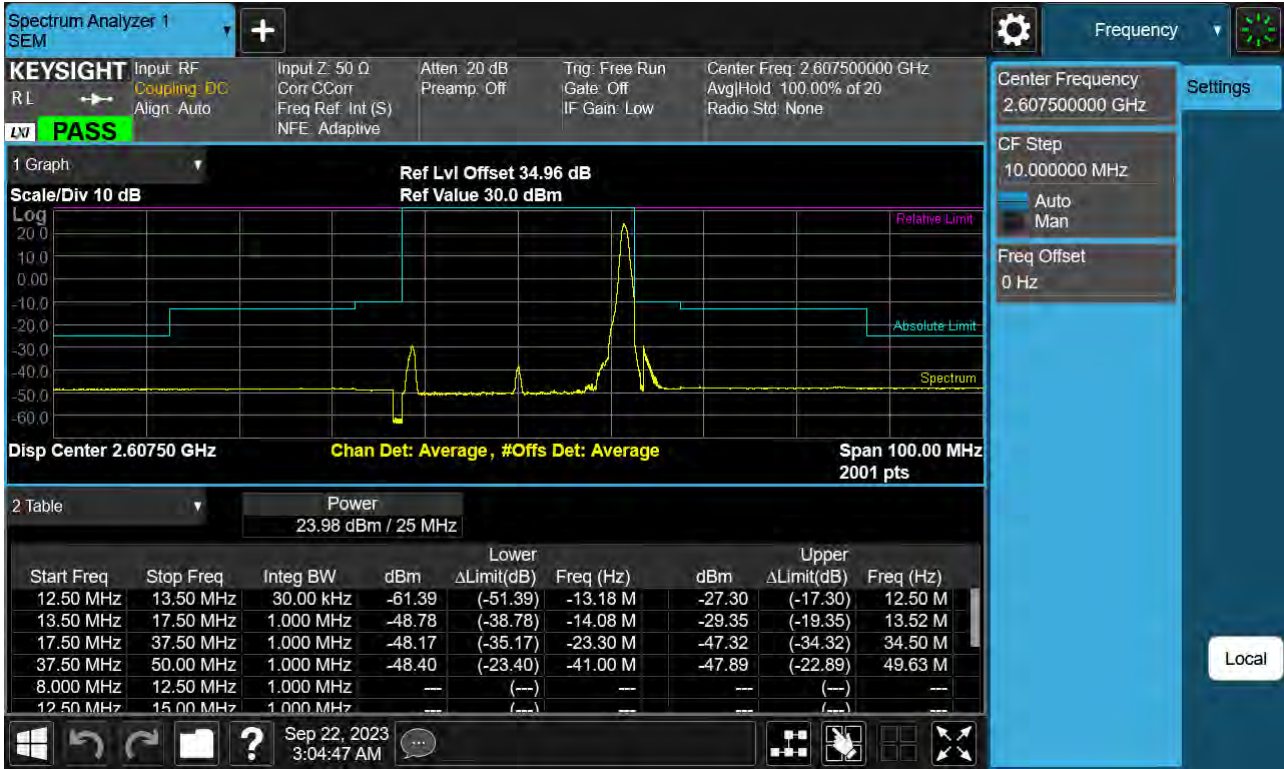 Spectrum Analyzer 1
SEM
Frequency
KEYSIGHT
R L
LXI
PASS
Input: RF
Coupling: DC
Align: Auto
Input Z: 50 Ω
Corr CCorr
Freq Ref: Int (S)
NFE: Adaptive
Atten: 20 dB
Preamp: Off
Trig: Free Run
Gate: Off
IF Gain: Low
Center Freq: 2.607500000 GHz
Avg|Hold: 100.00% of 20
Radio Std: None
Center Frequency
2.607500000 GHz
Settings
CF Step
10.000000 MHz
Auto
Man
Freq Offset
0 Hz
Local
1 Graph
Scale/Div 10 dB
Ref Lvl Offset 34.96 dB
Ref Value 30.0 dBm
Log
20.0
10.0
0.00
-10.0
-20.0
-30.0
-40.0
-50.0
-60.0
Relative Limit
Absolute Limit
Spectrum
Disp Center 2.60750 GHz
Chan Det: Average, #Offs Det: Average
Span 100.00 MHz
2001 pts
2 Table
Power
23.98 dBm / 25 MHz
Lower Upper
Start Freq Stop Freq Integ BW dBm ΔLimit(dB) Freq (Hz) dBm ΔLimit(dB) Freq (Hz)
12.50 MHz 13.50 MHz 30.00 kHz -61.39 (-51.39) -13.18 M -27.30 (-17.30) 12.50 M
13.50 MHz 17.50 MHz 1.000 MHz -48.78 (-38.78) -14.08 M -29.35 (-19.35) 13.52 M
17.50 MHz 37.50 MHz 1.000 MHz -48.17 (-35.17) -23.30 M -47.32 (-34.32) 34.50 M
37.50 MHz 50.00 MHz 1.000 MHz -48.40 (-23.40) -41.00 M -47.89 (-22.89) 49.63 M
8.000 MHz 12.50 MHz 1.000 MHz --- (---) --- --- (---) ---
12.50 MHz 15.00 MHz 1.000 MHz --- (---) --- --- (---) ---
Sep 22, 2023
3:04:47 AM